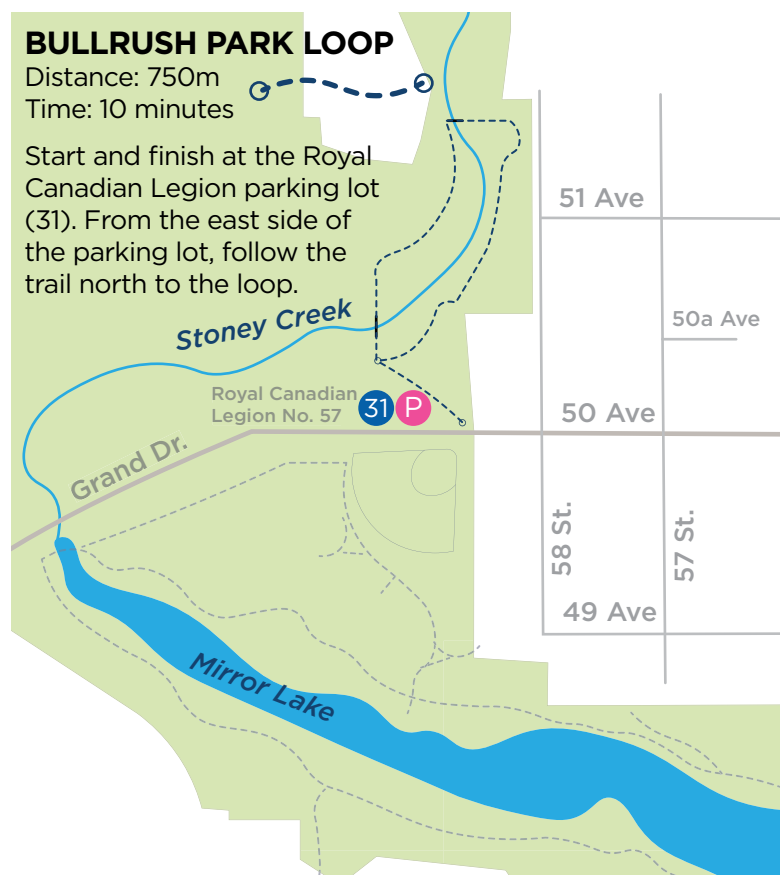 BULLRUSH PARK LOOP
Distance: 750m
Time: 10 minutes
Start and finish at the Royal
Canadian Legion parking lot
(31). From the east side of
the parking lot, follow the
trail north to the loop.
51 Ave
Stoney Creek
50a Ave
Royal Canadian
Legion No. 57
31
P
50 Ave
Grand Dr.
58 St.
57 St.
49 Ave
Mirror Lake